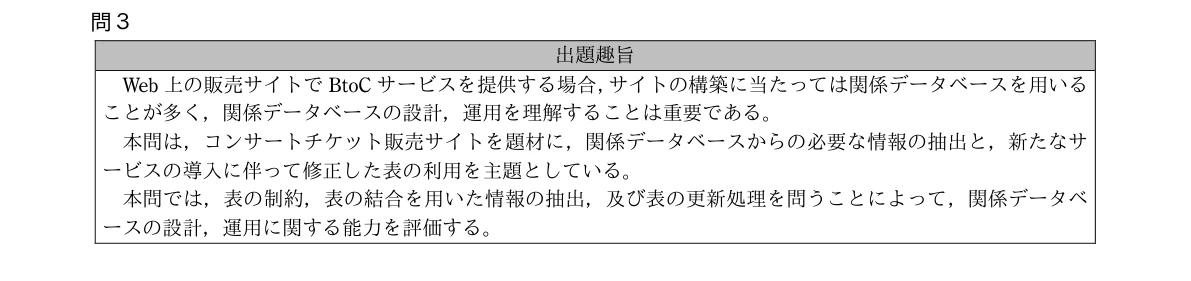 問３
出題趣旨
　Web 上の販売サイトで BtoC サービスを提供する場合，サイトの構築に当たっては関係データベースを用いる
ことが多く，関係データベースの設計，運用を理解することは重要である。
　本問は，コンサートチケット販売サイトを題材に，関係データベースからの必要な情報の抽出と，新たなサ
ービスの導入に伴って修正した表の利用を主題としている。
　本問では，表の制約，表の結合を用いた情報の抽出，及び表の更新処理を問うことによって，関係データベ
ースの設計，運用に関する能力を評価する。